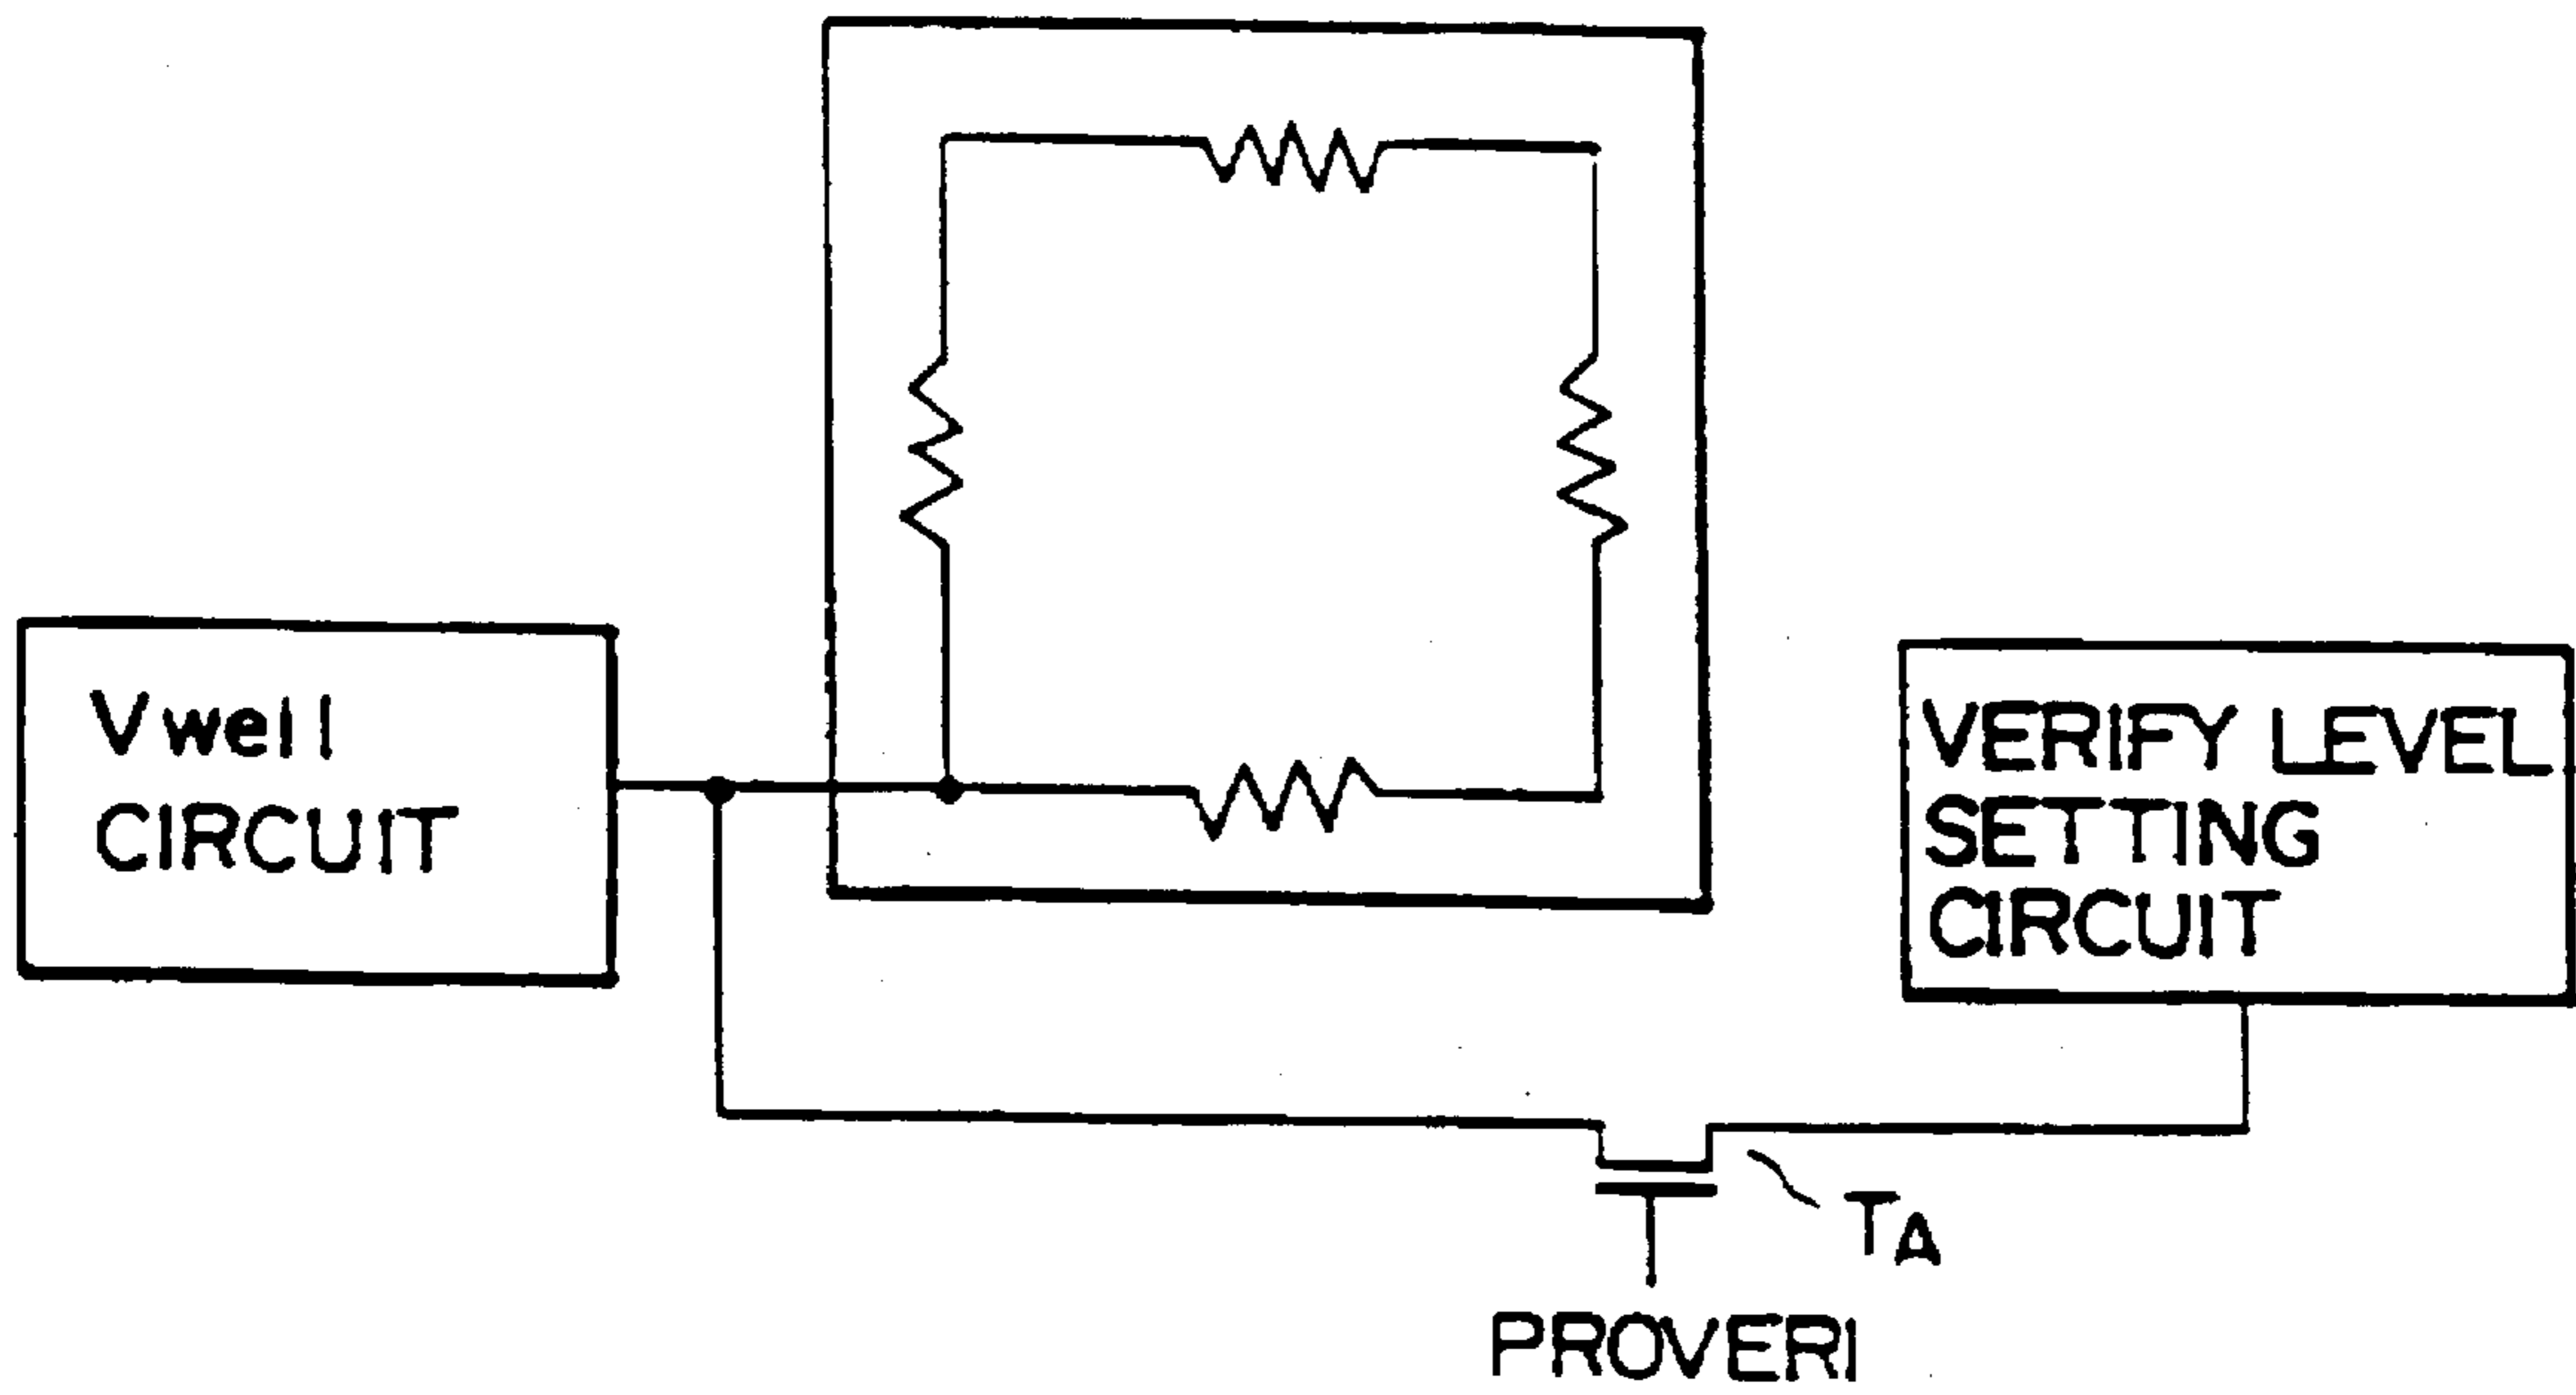 Vwell
CIRCUIT
VERIFY LEVEL
SETTING
CIRCUIT
TA
PROVERI